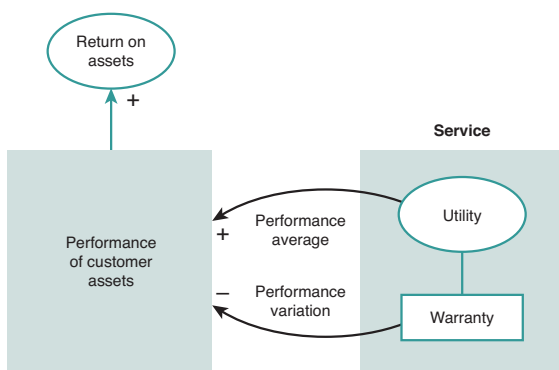 Return on
assets
+
Service
Performance
of customer
assets
+
Performance
average
Utility
–
Performance
variation
Warranty